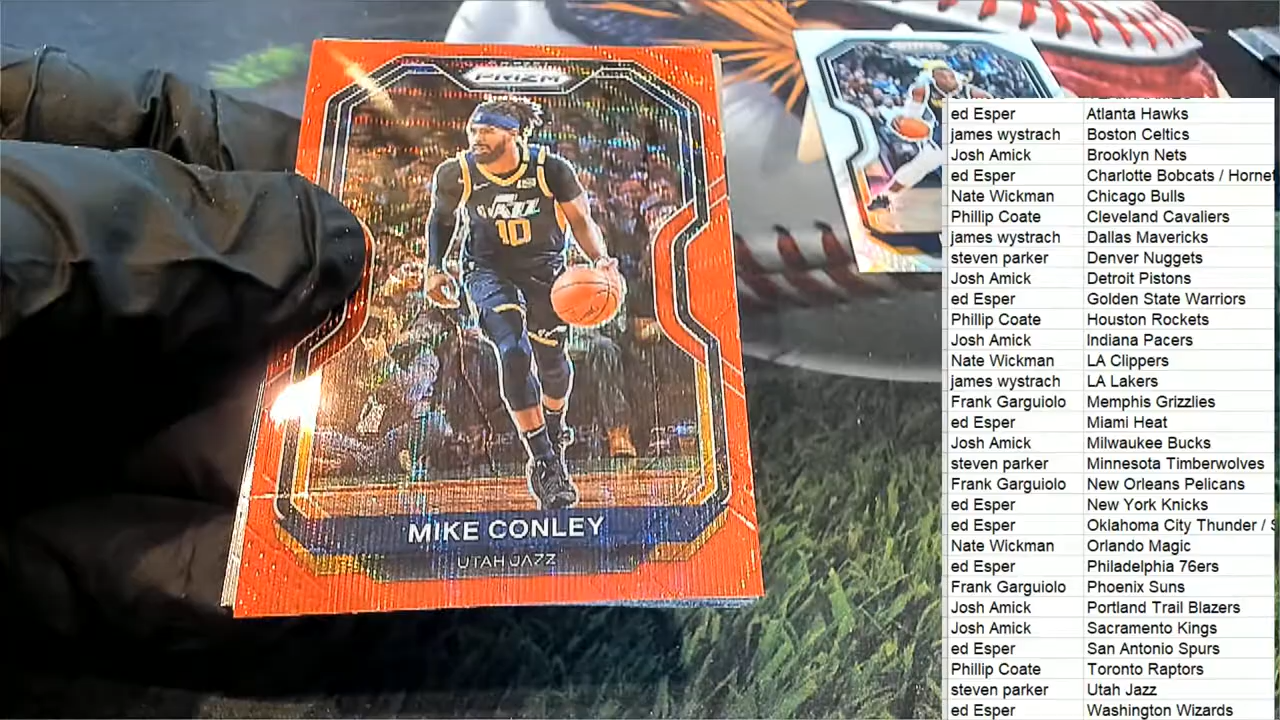 PRIZM
JAZZ
10
MIKE CONLEY
UTAH JAZZ
ed Esper Atlanta Hawks
james wystrach Boston Celtics
Josh Amick Brooklyn Nets
ed Esper Charlotte Bobcats / Hornet
Nate Wickman Chicago Bulls
Phillip Coate Cleveland Cavaliers
james wystrach Dallas Mavericks
steven parker Denver Nuggets
Josh Amick Detroit Pistons
ed Esper Golden State Warriors
Phillip Coate Houston Rockets
Josh Amick Indiana Pacers
Nate Wickman LA Clippers
james wystrach LA Lakers
Frank Garguiolo Memphis Grizzlies
ed Esper Miami Heat
Josh Amick Milwaukee Bucks
steven parker Minnesota Timberwolves
Frank Garguiolo New Orleans Pelicans
ed Esper New York Knicks
ed Esper Oklahoma City Thunder / S
Nate Wickman Orlando Magic
ed Esper Philadelphia 76ers
Frank Garguiolo Phoenix Suns
Josh Amick Portland Trail Blazers
Josh Amick Sacramento Kings
ed Esper San Antonio Spurs
Phillip Coate Toronto Raptors
steven parker Utah Jazz
ed Esper Washington Wizards